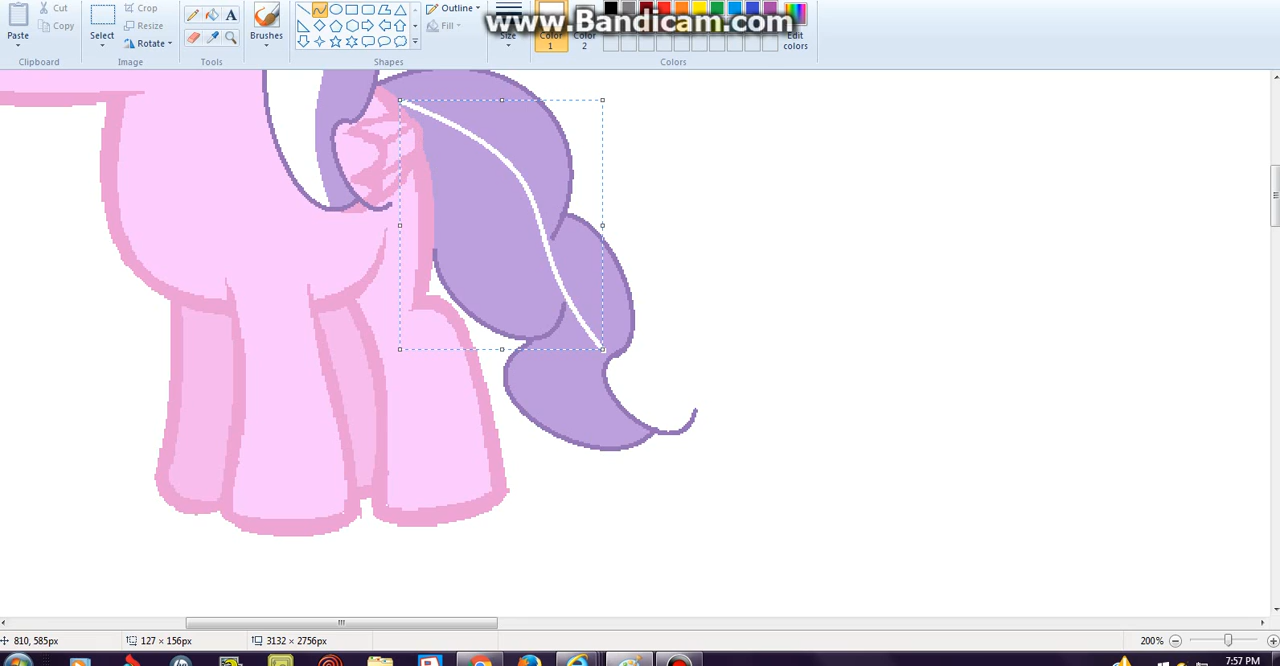 Paste
Cut
Copy
Clipboard
Select
Crop
Resize
Rotate
Image
A
Tools
Brushes
Shapes
Outline
Fill
Size
Color 1
Color 2
Edit colors
Colors
www.Bandicam.com
810, 585px
127 × 156px
3132 × 2756px
200%
7:57 PM